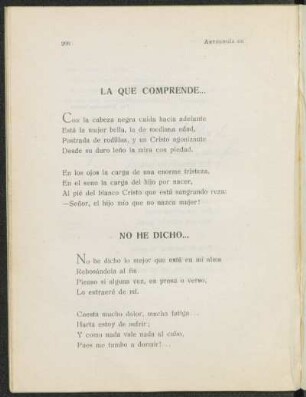 LA QUE COMPRENDE...
Con la cabeza negra caída hacia adelante
Está la mujer bella, la de mediana edad,
Postrada de rodillas, y un Cristo agonizante
Desde su duro leño la mira con piedad.
En los ojos la carga de una enorme tristeza,
En el seno la carga del hijo por nacer,
Al pié del blanco Cristo que está sangrando reza:
—Señor, el hijo mío que no nazca mujer!
NO HE DICHO...
No he dicho lo mejor que está en mi alma
Rebosándola al fin
Pienso si alguna vez, en prosa o verso,
Lo extraeré de mí.
Cuesta mucho dolor, mucha fatiga...
Harta estoy de sufrir;
Y como nada vale nada al cabo,
Pues me tumbo a dormir!...